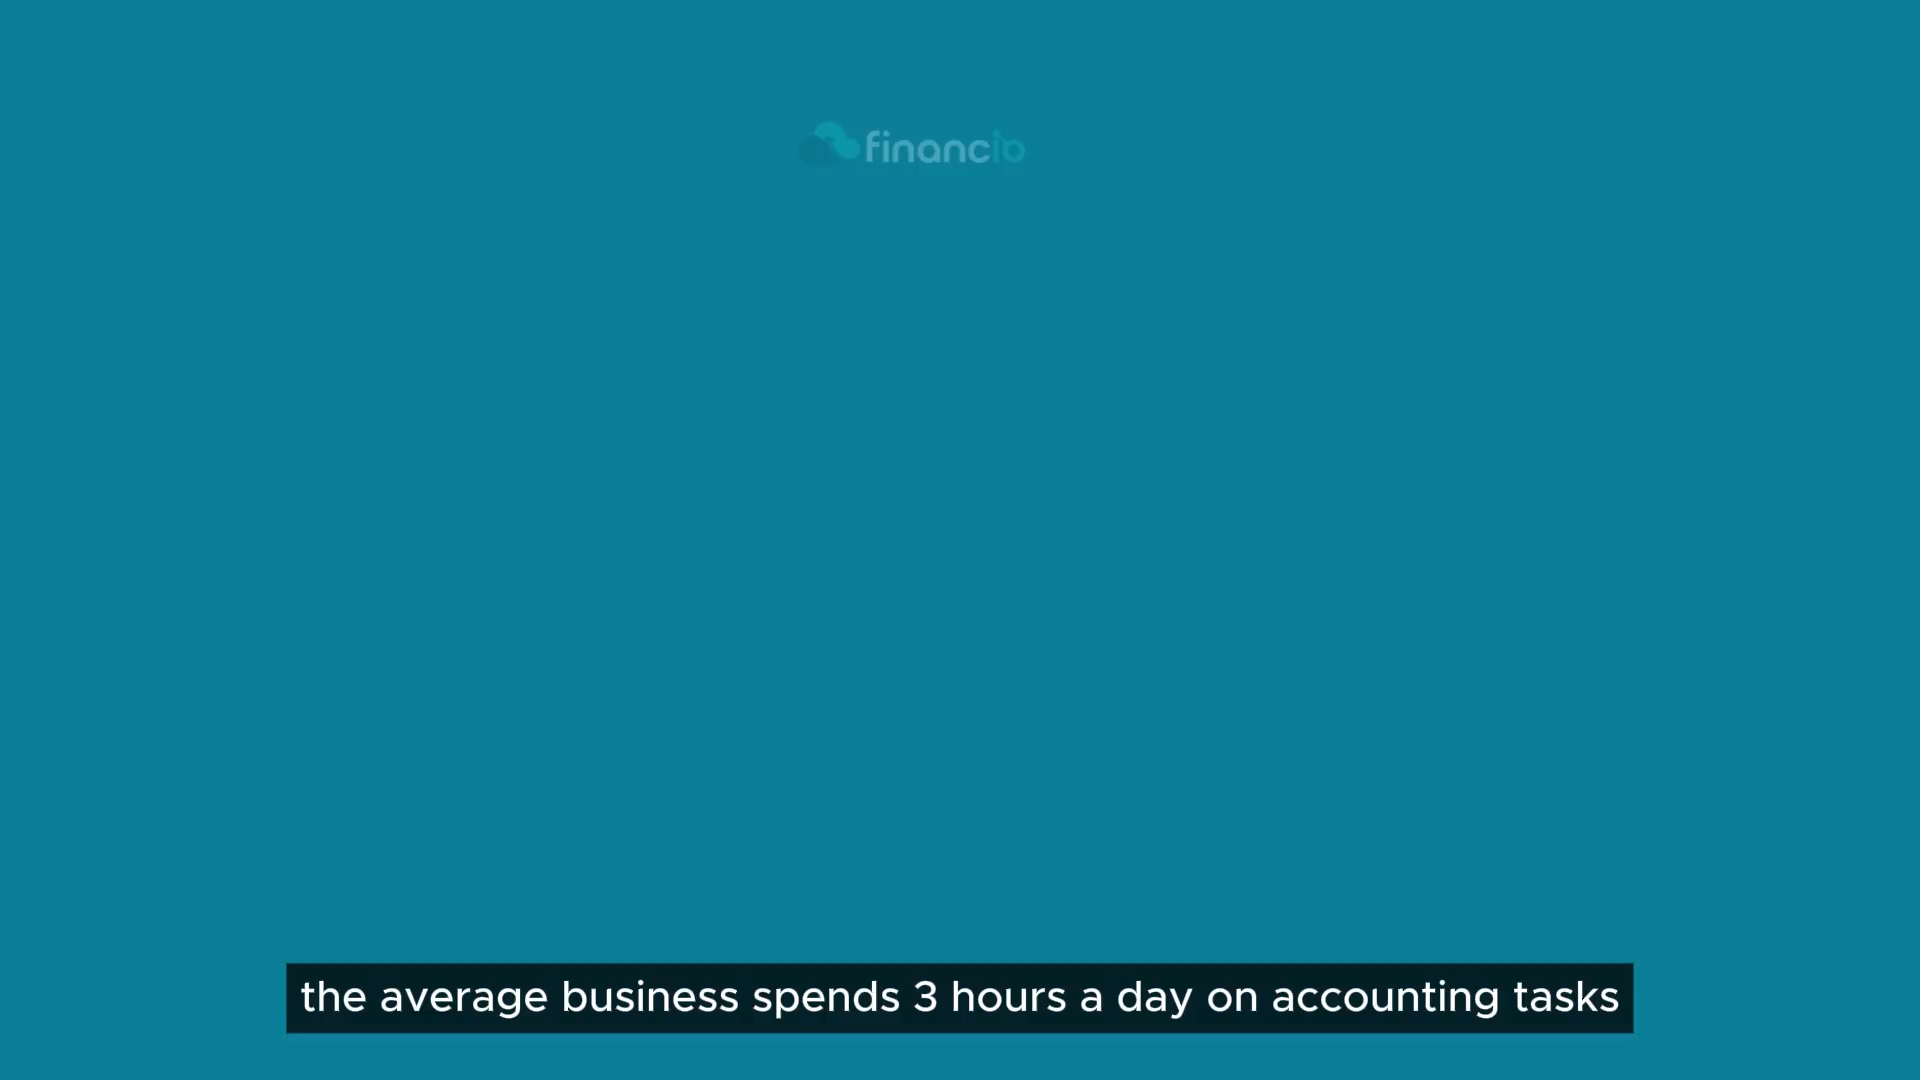 financio
the average business spends 3 hours a day on accounting tasks